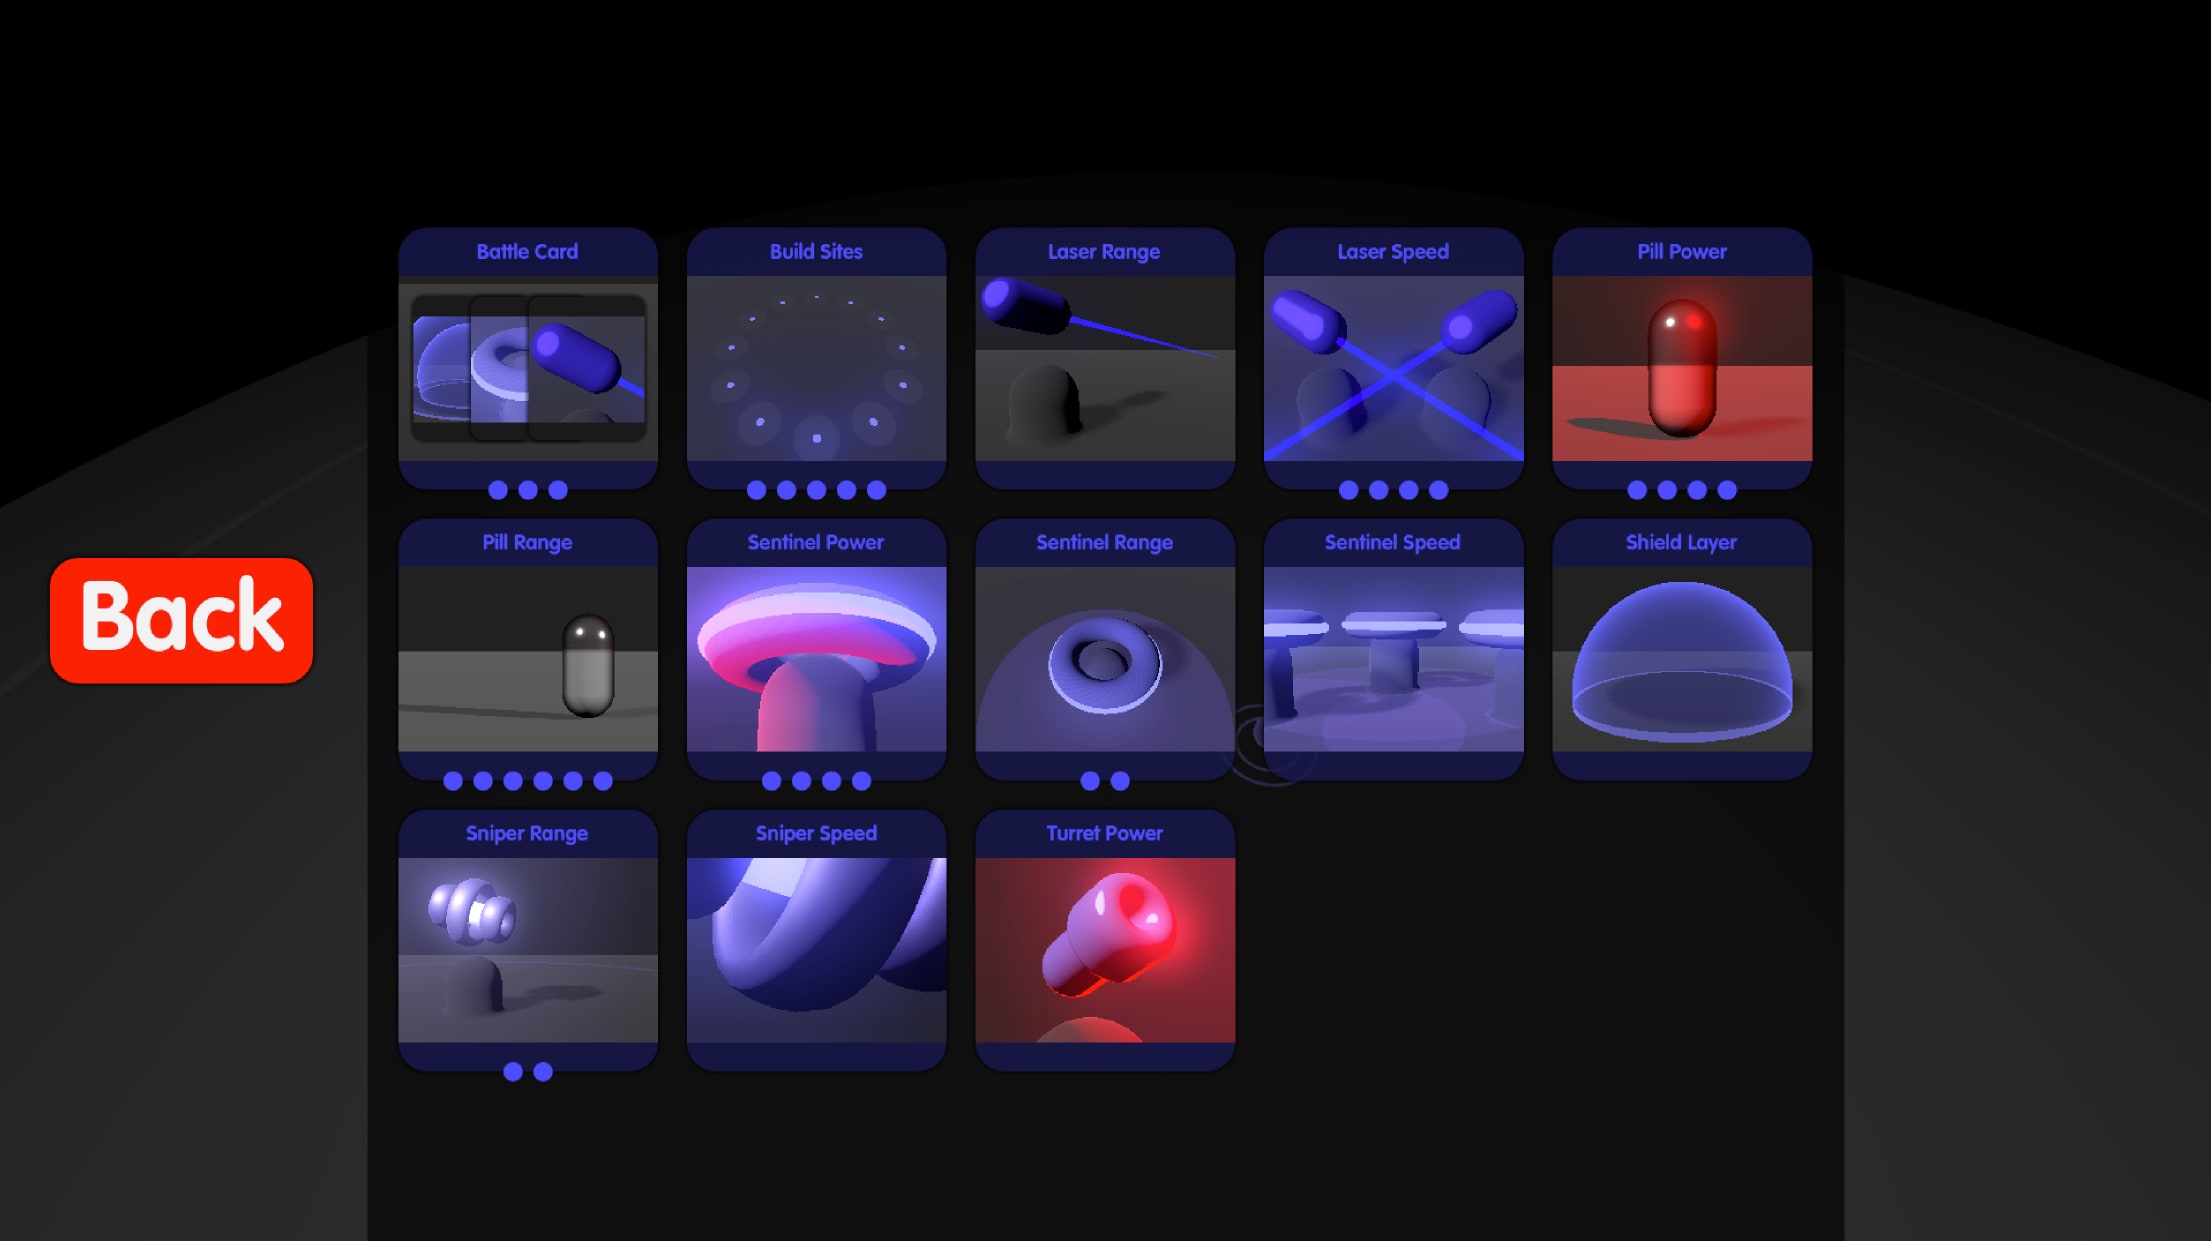 Battle Card
Build Sites
Laser Range
Laser Speed
Pill Power
Back
Pill Range
Sentinel Power
Sentinel Range
Sentinel Speed
Shield Layer
Sniper Range
Sniper Speed
Turret Power